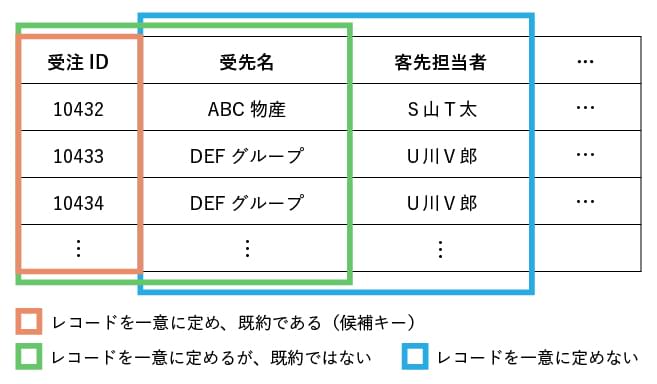 受注 ID 受先名 客先担当者 …
10432 ABC 物産 S 山 T 太 …
10433 DEF グループ U 川 V 郎 …
10434 DEF グループ U 川 V 郎 …
⋮ ⋮ ⋮
レコードを一意に定め、既約である（候補キー）
レコードを一意に定めるが、既約ではない レコードを一意に定めない